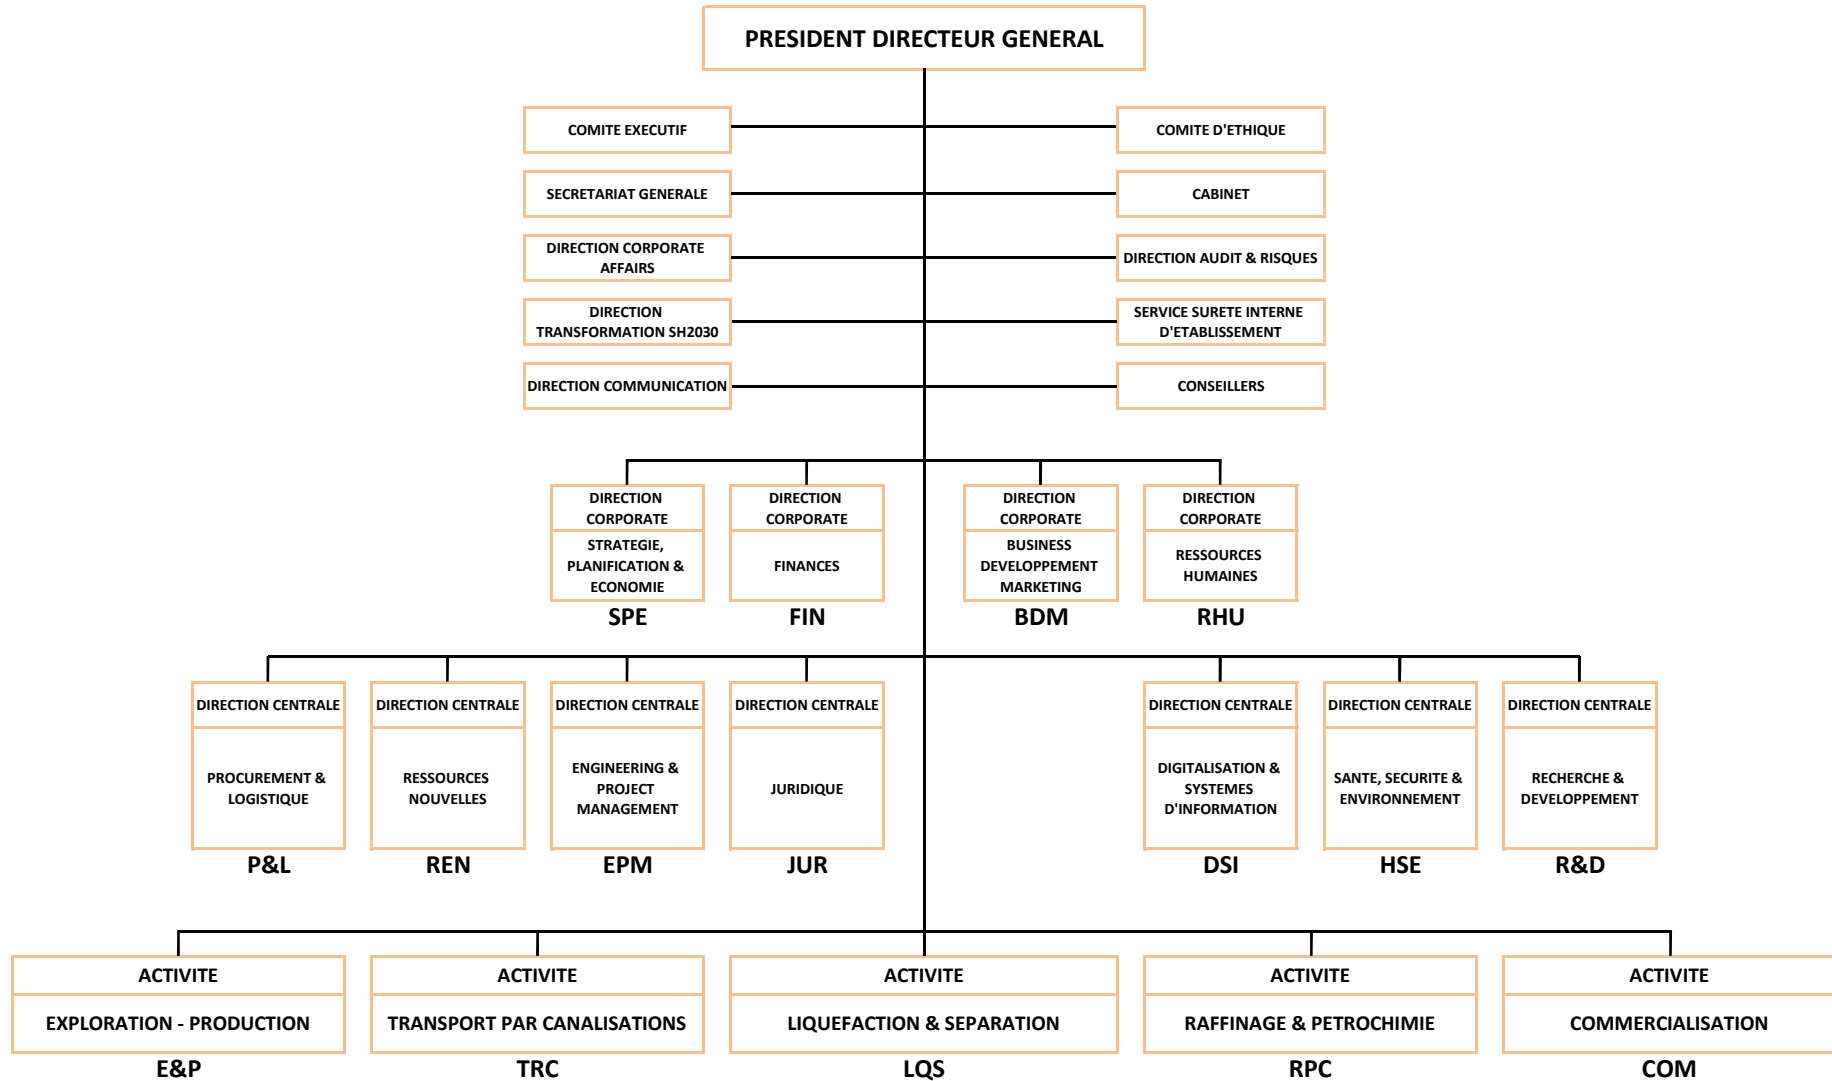 PRESIDENT DIRECTEUR GENERAL
COMITE EXECUTIF
COMITE D'ETHIQUE
SECRETARIAT GENERALE
CABINET
DIRECTION CORPORATE
AFFAIRS
DIRECTION AUDIT & RISQUES
DIRECTION
TRANSFORMATION SH2030
SERVICE SURETE INTERNE
D'ETABLISSEMENT
DIRECTION COMMUNICATION
CONSEILLERS
DIRECTION
CORPORATE
STRATEGIE,
PLANIFICATION &
ECONOMIE
SPE
DIRECTION
CORPORATE
FINANCES
FIN
DIRECTION
CORPORATE
BUSINESS
DEVELOPPEMENT
MARKETING
BDM
DIRECTION
CORPORATE
RESSOURCES
HUMAINES
RHU
DIRECTION CENTRALE
PROCUREMENT &
LOGISTIQUE
P&L
DIRECTION CENTRALE
RESSOURCES
NOUVELLES
REN
DIRECTION CENTRALE
ENGINEERING &
PROJECT
MANAGEMENT
EPM
DIRECTION CENTRALE
JURIDIQUE
JUR
DIRECTION CENTRALE
DIGITALISATION &
SYSTEMES
D'INFORMATION
DSI
DIRECTION CENTRALE
SANTE, SECURITE &
ENVIRONNEMENT
HSE
DIRECTION CENTRALE
RECHERCHE &
DEVELOPPEMENT
R&D
ACTIVITE
EXPLORATION - PRODUCTION
E&P
ACTIVITE
TRANSPORT PAR CANALISATIONS
TRC
ACTIVITE
LIQUEFACTION & SEPARATION
LQS
ACTIVITE
RAFFINAGE & PETROCHIMIE
RPC
ACTIVITE
COMMERCIALISATION
COM